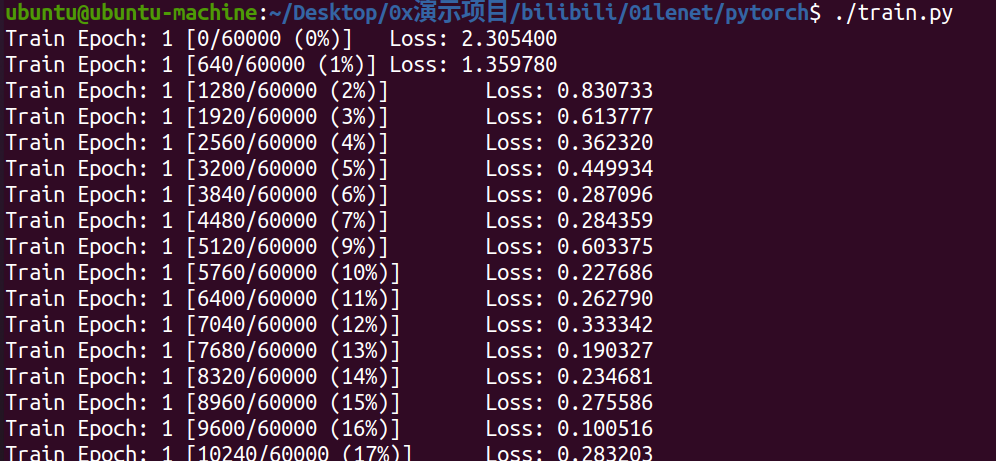 ubuntu@ubuntu-machine:~/Desktop/0x演示项目/bilibili/01lenet/pytorch$ ./train.py
Train Epoch: 1 [0/60000 (0%)]	Loss: 2.305400
Train Epoch: 1 [640/60000 (1%)]	Loss: 1.359780
Train Epoch: 1 [1280/60000 (2%)]	Loss: 0.830733
Train Epoch: 1 [1920/60000 (3%)]	Loss: 0.613777
Train Epoch: 1 [2560/60000 (4%)]	Loss: 0.362320
Train Epoch: 1 [3200/60000 (5%)]	Loss: 0.449934
Train Epoch: 1 [3840/60000 (6%)]	Loss: 0.287096
Train Epoch: 1 [4480/60000 (7%)]	Loss: 0.284359
Train Epoch: 1 [5120/60000 (9%)]	Loss: 0.603375
Train Epoch: 1 [5760/60000 (10%)]	Loss: 0.227686
Train Epoch: 1 [6400/60000 (11%)]	Loss: 0.262790
Train Epoch: 1 [7040/60000 (12%)]	Loss: 0.333342
Train Epoch: 1 [7680/60000 (13%)]	Loss: 0.190327
Train Epoch: 1 [8320/60000 (14%)]	Loss: 0.234681
Train Epoch: 1 [8960/60000 (15%)]	Loss: 0.275586
Train Epoch: 1 [9600/60000 (16%)]	Loss: 0.100516
Train Epoch: 1 [10240/60000 (17%)]	Loss: 0.283203